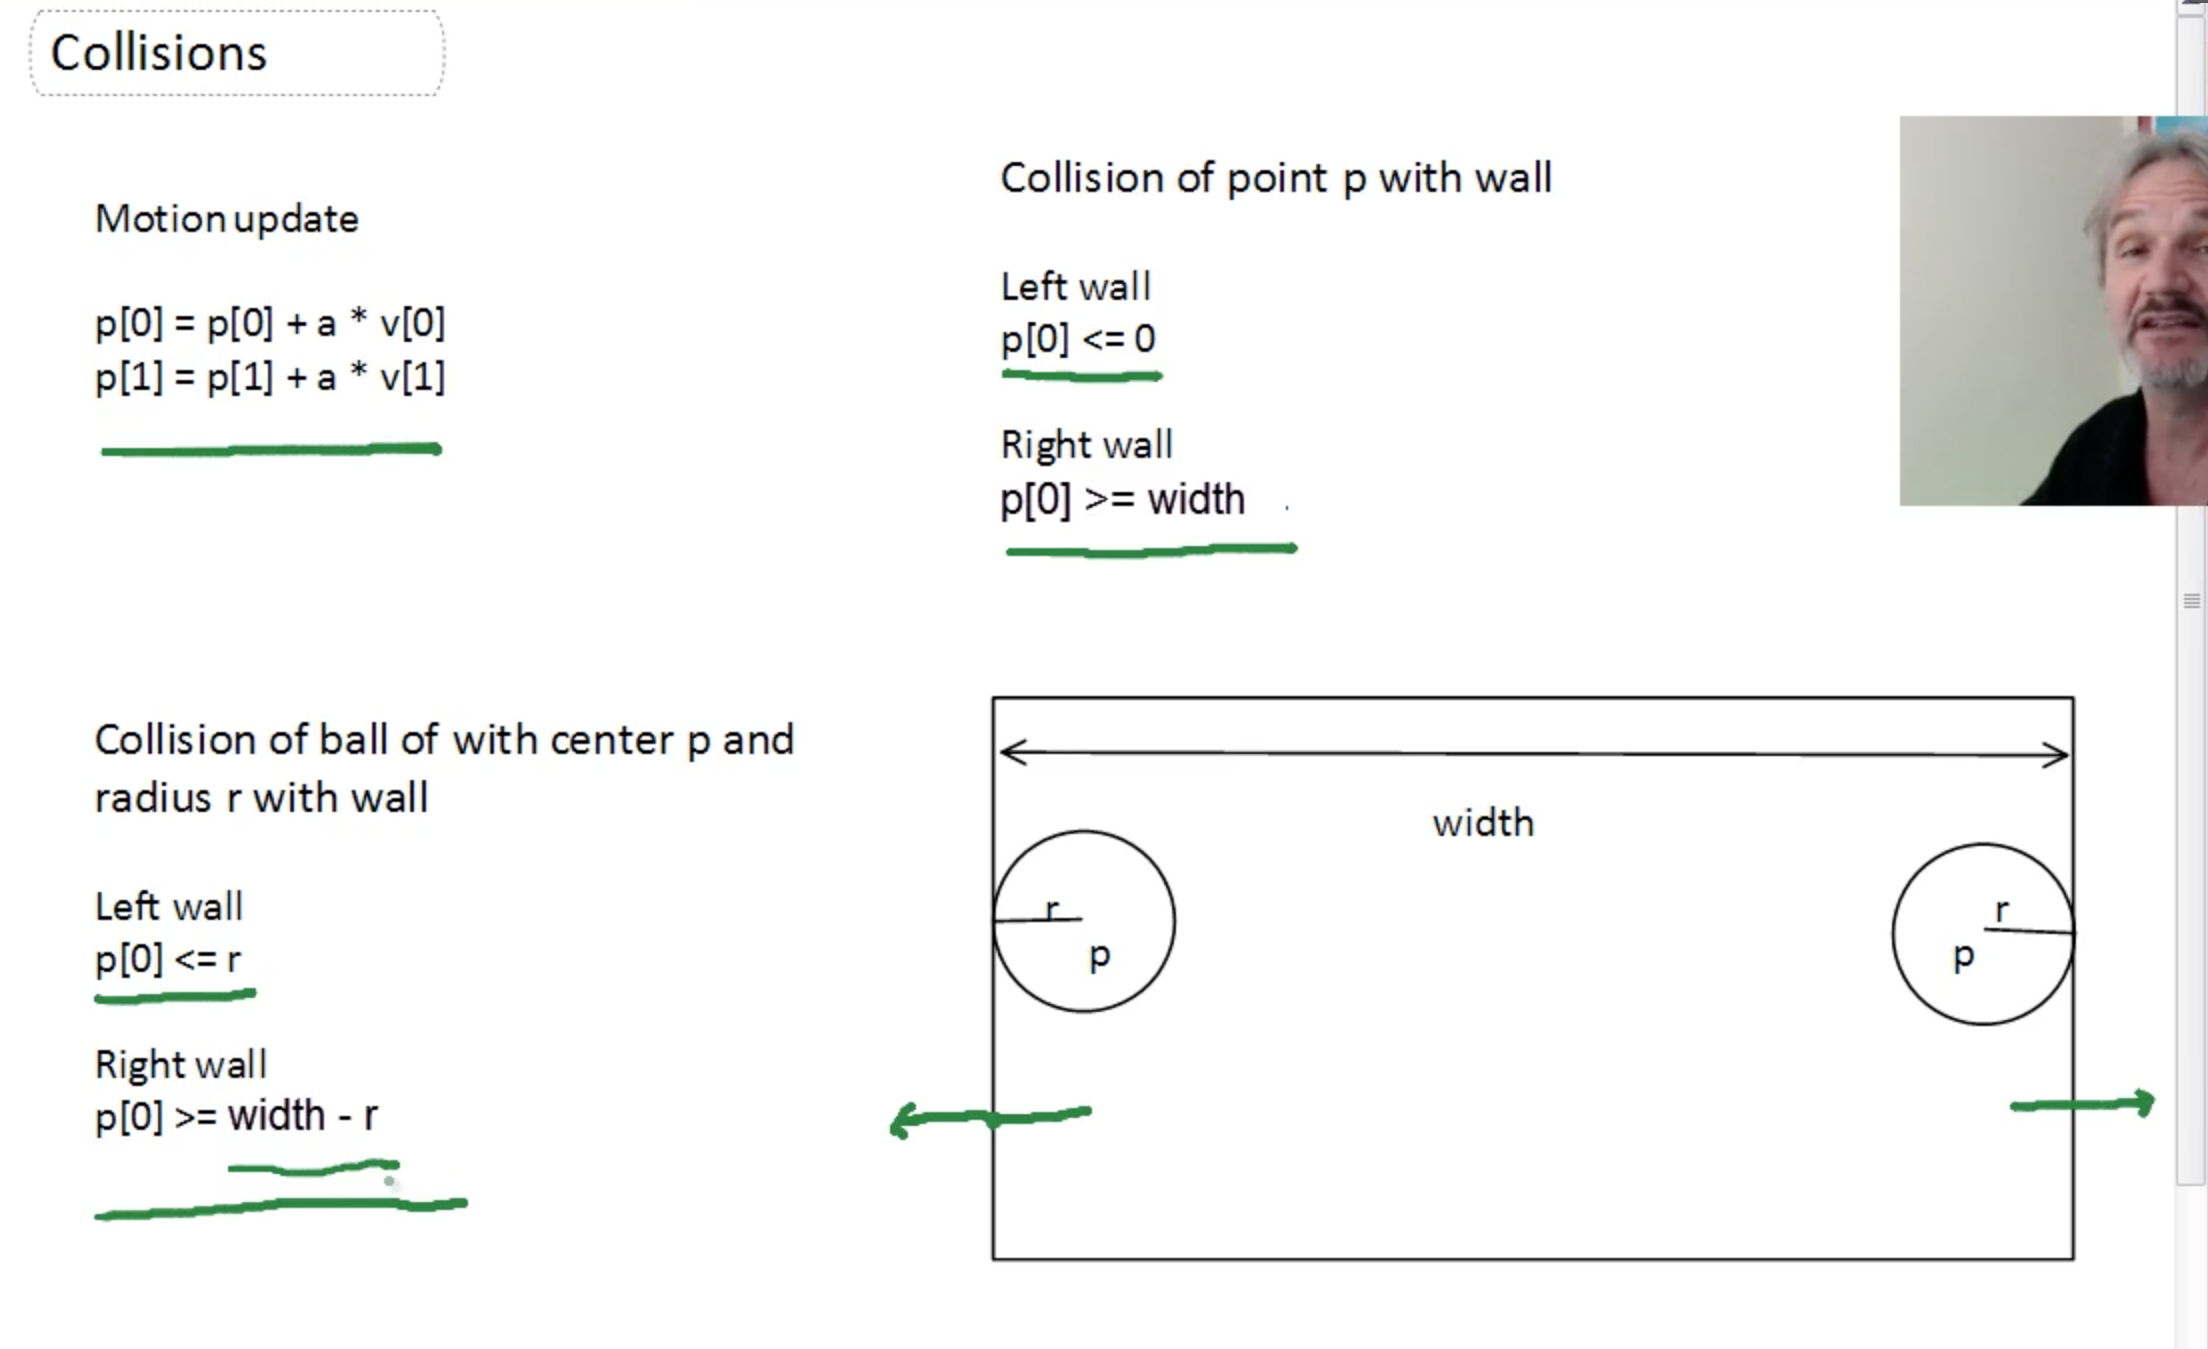 Collisions
Motion update
p[0] = p[0] + a * v[0]
p[1] = p[1] + a * v[1]
Collision of point p with wall
Left wall
p[0] <= 0
Right wall
p[0] >= width
Collision of ball of with center p and
radius r with wall
Left wall
p[0] <= r
Right wall
p[0] >= width - r
width
r
p
r
p